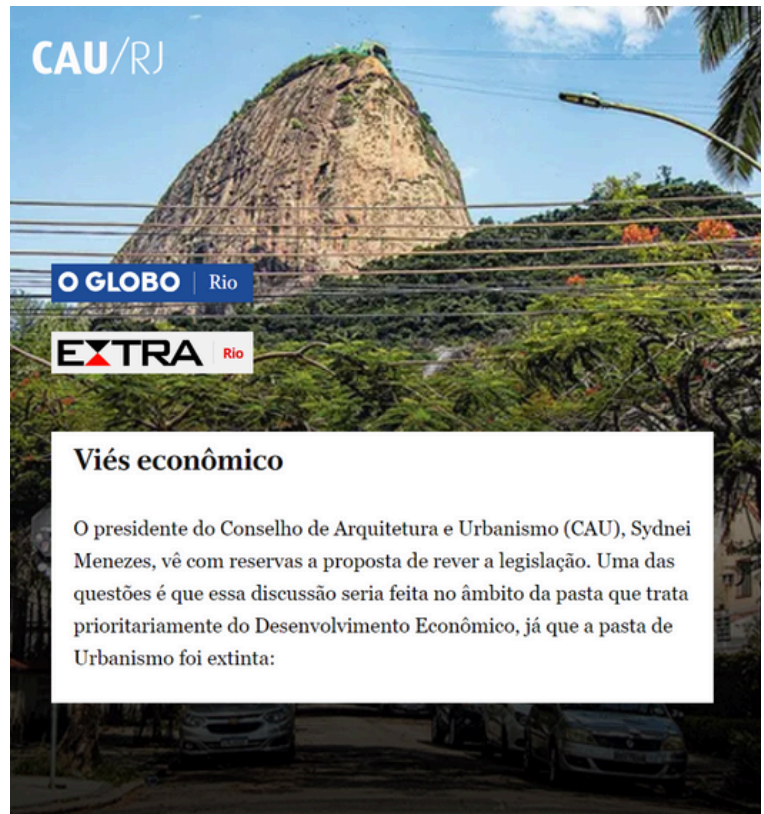 CAU/RJ
O GLOBO | Rio
EXTRA | Rio
Viés econômico
O presidente do Conselho de Arquitetura e Urbanismo (CAU), Sydnei
Menezes, vê com reservas a proposta de rever a legislação. Uma das
questões é que essa discussão seria feita no âmbito da pasta que trata
prioritariamente do Desenvolvimento Econômico, já que a pasta de
Urbanismo foi extinta: